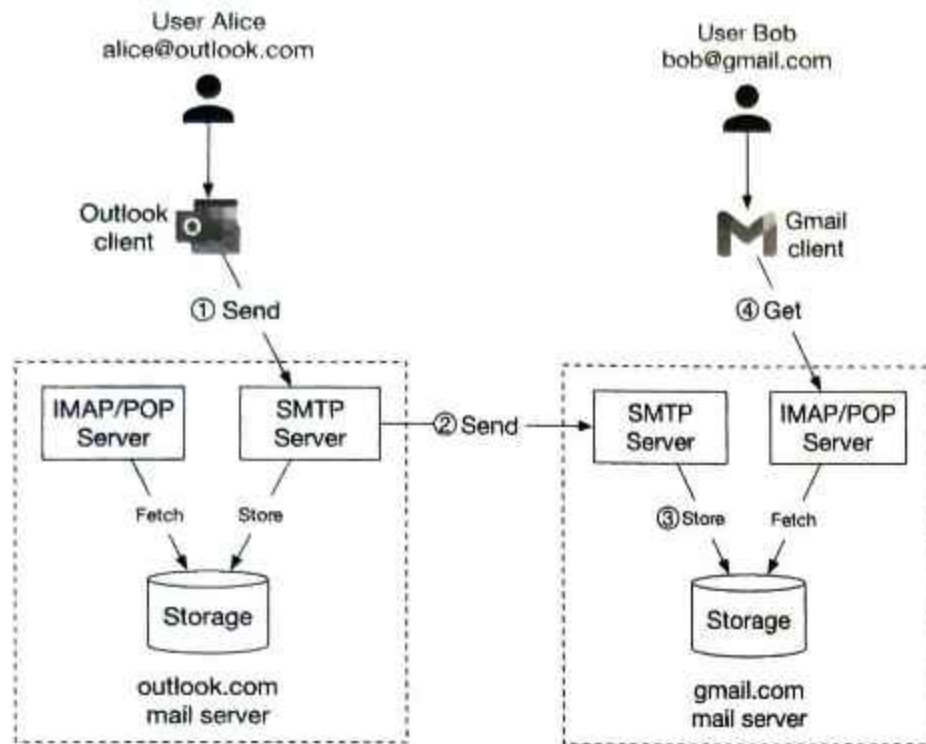 User Alice
alice@outlook.com
User Bob
bob@gmail.com
Outlook
client
Gmail
client
① Send
④ Get
IMAP/POP
Server
SMTP
Server
② Send
SMTP
Server
IMAP/POP
Server
Fetch
Store
③ Store
Fetch
Storage
Storage
outlook.com
mail server
gmail.com
mail server